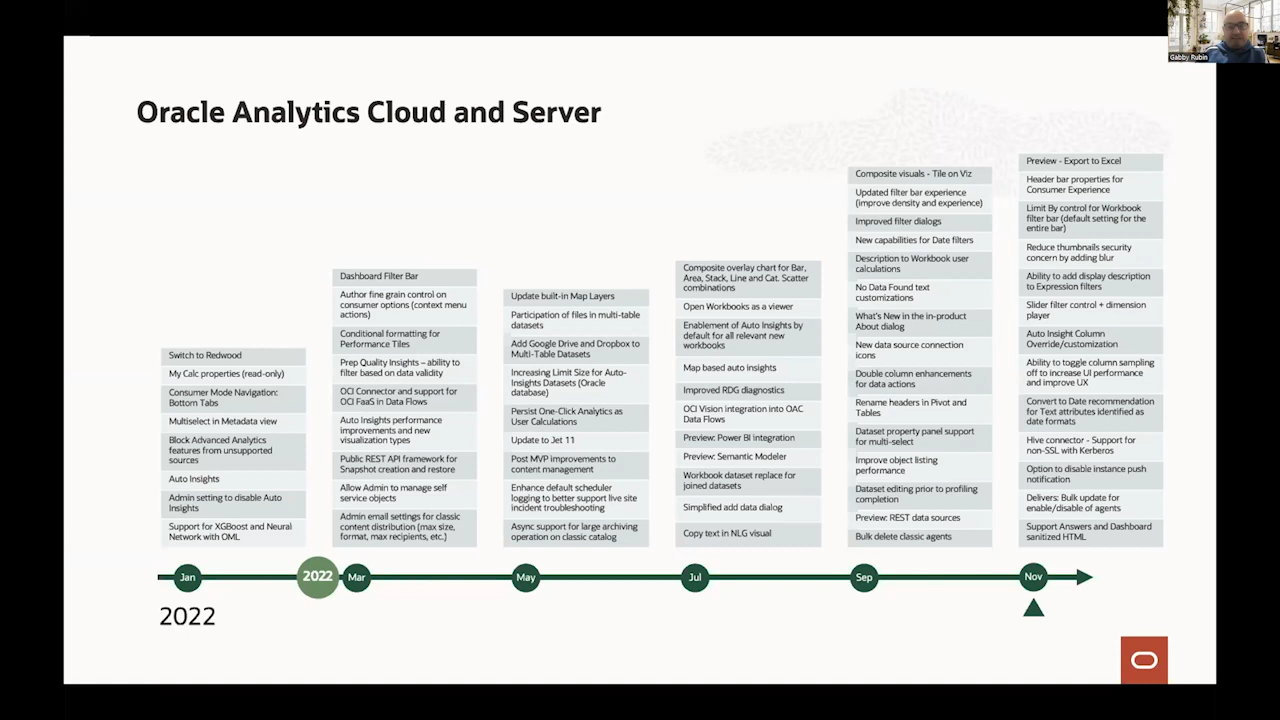 Gabby Rubin
Oracle Analytics Cloud and Server
Switch to Redwood
My Calc properties (read-only)
Consumer Mode Navigation:
Bottom Tabs
Multiselect in Metadata view
Block Advanced Analytics
features from unsupported
sources
Auto Insights
Admin setting to disable Auto
Insights
Support for XGBoost and Neural
Network with OML
Dashboard Filter Bar
Author fine grain control on
consumer options (context menu
actions)
Conditional formatting for
Performance Tiles
Prep Quality Insights – ability to
filter based on data validity
OCI Connector and support for
OCI FaaS in Data Flows
Auto Insights performance
improvements and new
visualization types
Public REST API framework for
Snapshot creation and restore
Allow Admin to manage self
service objects
Admin email settings for classic
content distribution (max size,
format, max recipients, etc.)
Update built-in Map Layers
Participation of files in multi-table
datasets
Add Google Drive and Dropbox to
Multi-Table Datasets
Increasing Limit Size for Auto-
Insights Datasets (Oracle
database)
Persist One-Click Analytics as
User Calculations
Update to Jet 11
Post MVP improvements to
content management
Enhance default scheduler
logging to better support live site
incident troubleshooting
Async support for large archiving
operation on classic catalog
Composite overlay chart for Bar,
Area, Stack, Line and Cat. Scatter
combinations
Open Workbooks as a viewer
Enablement of Auto Insights by
default for all relevant new
workbooks
Map based auto insights
Improved RDG diagnostics
OCI Vision integration into OAC
Data Flows
Preview: Power BI integration
Preview: Semantic Modeler
Workbook dataset replace for
joined datasets
Simplified add data dialog
Copy text in NLG visual
Composite visuals - Tile on Viz
Updated filter bar experience
(improve density and experience)
Improved filter dialogs
New capabilities for Date filters
Description to Workbook user
calculations
No Data Found text
customizations
What's New in the in-product
About dialog
New data source connection
icons
Double column enhancements
for data actions
Rename headers in Pivot and
Tables
Dataset property panel support
for multi-select
Improve object listing
performance
Dataset editing prior to profiling
completion
Preview: REST data sources
Bulk delete classic agents
Preview - Export to Excel
Header bar properties for
Consumer Experience
Limit By control for Workbook
filter bar (default setting for the
entire bar)
Reduce thumbnails security
concern by adding blur
Ability to add display description
to Expression filters
Slider filter control + dimension
player
Auto Insight Column
Override/customization
Ability to toggle column sampling
off to increase UI performance
and improve UX
Convert to Date recommendation
for Text attributes identified as
date formats
Hive connector - Support for
non-SSL with Kerberos
Option to disable instance push
notification
Delivers: Bulk update for
enable/disable of agents
Support Answers and Dashboard
sanitized HTML
Jan
2022
Mar
May
Jul
Sep
Nov
2022